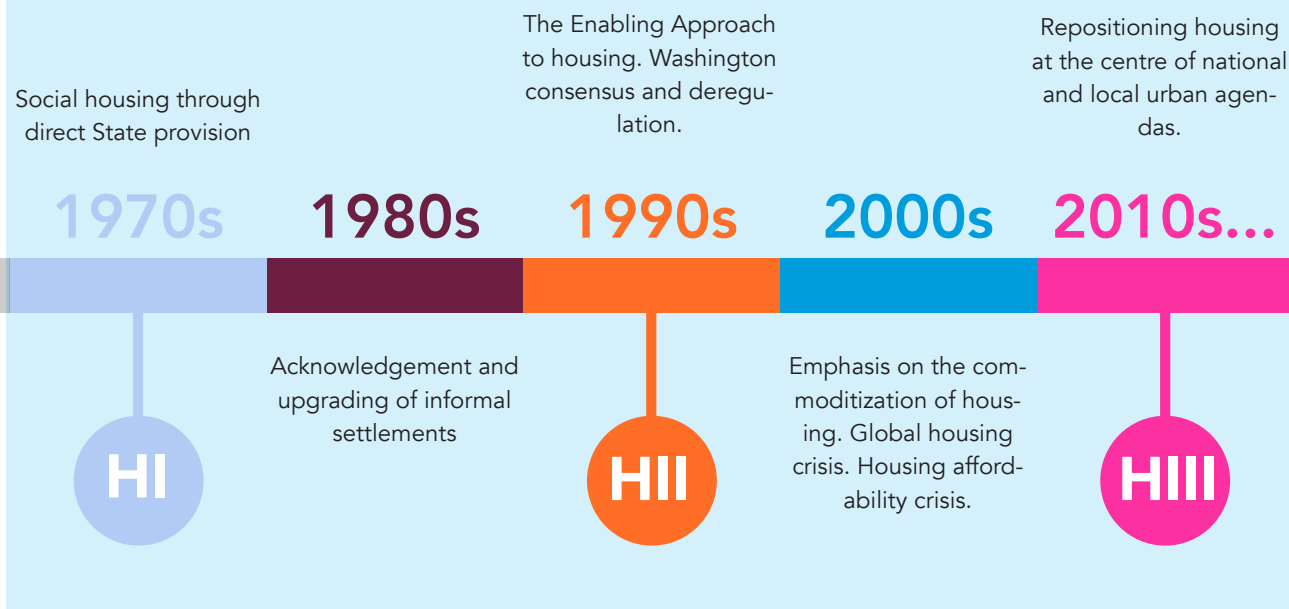 Social housing through
direct State provision
The Enabling Approach
to housing. Washington
consensus and deregu-
lation.
Repositioning housing
at the centre of national
and local urban agen-
das.
1970s
1980s
1990s
2000s
2010s...
Acknowledgement and
upgrading of informal
settlements
Emphasis on the com-
moditization of hous-
ing. Global housing
crisis. Housing afford-
ability crisis.
HI
HII
HIII